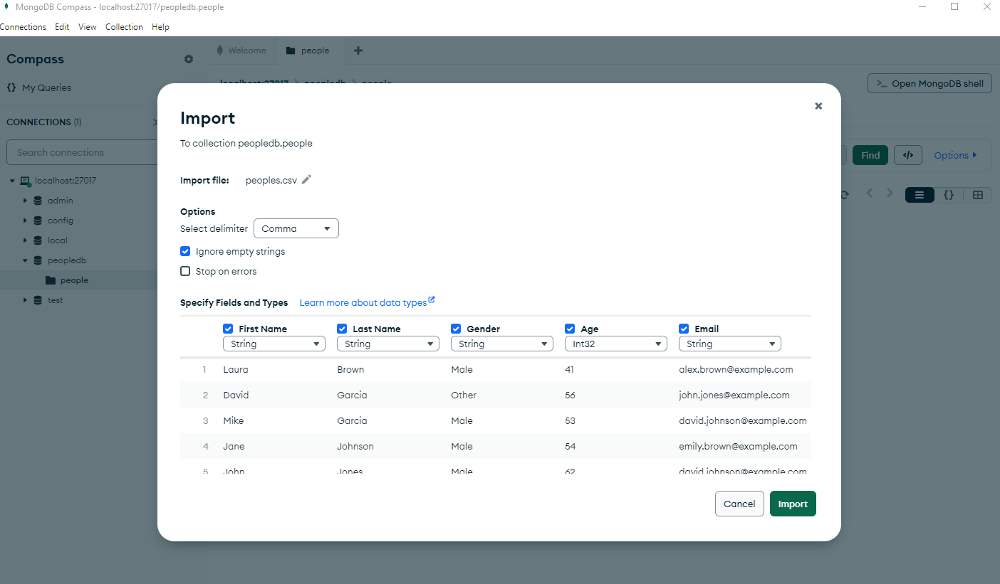 MongoDB Compass - localhost:27017/peopledb.people
Connections Edit View Collection Help
Compass
Welcome
people
My Queries
localhost:27017 > peopledb > people
>_ Open MongoDB shell
CONNECTIONS (1)
Search connections
Find
</>
Options
localhost:27017
admin
config
local
peopledb
people
test
{}
Import
To collection peopledb.people
Import file: peoples.csv
Options
Select delimiter Comma
Ignore empty strings
Stop on errors
Specify Fields and Types Learn more about data types
First Name Last Name Gender Age Email
String String String Int32 String
1 Laura Brown Male 41 alex.brown@example.com
2 David Garcia Other 56 john.jones@example.com
3 Mike Garcia Male 53 david.johnson@example.com
4 Jane Johnson Male 54 emily.brown@example.com
5 John Jones Male 62 david.johnson@example.com
Cancel Import